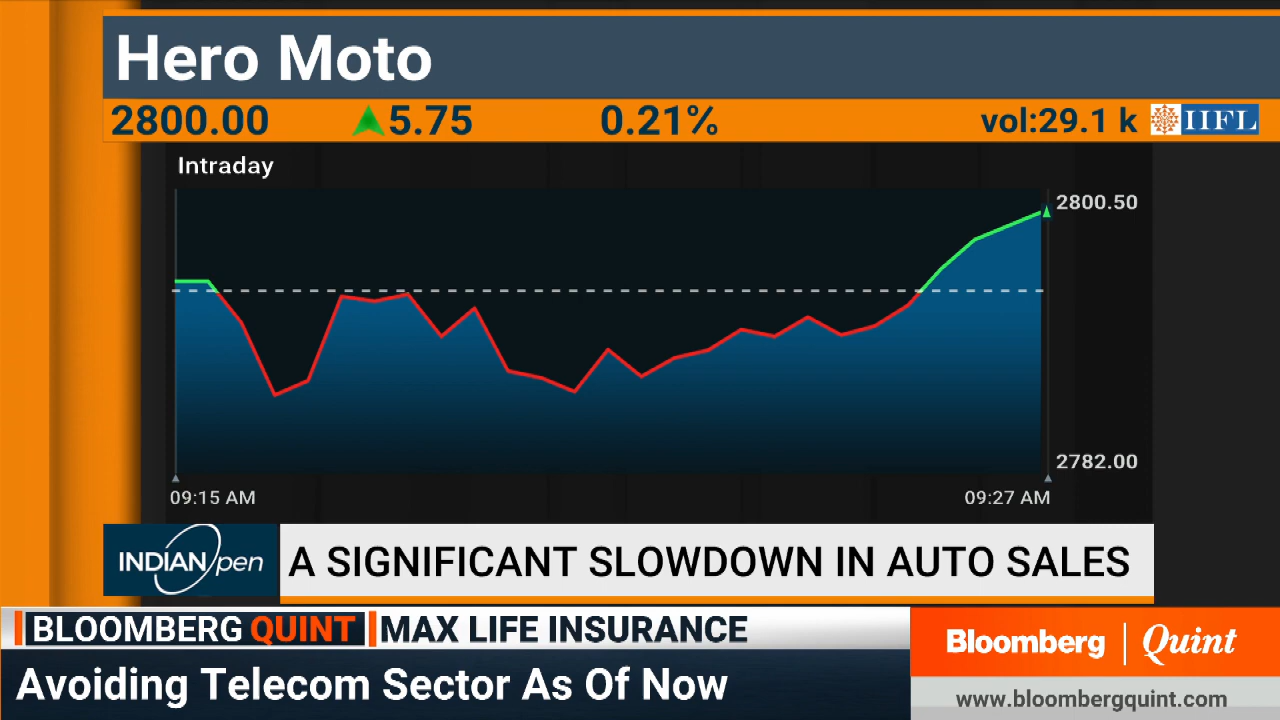 Hero Moto
2800.00 5.75 0.21% vol:29.1 k IIFL
Intraday
2800.50
2782.00
09:15 AM 09:27 AM
INDIAN pen A SIGNIFICANT SLOWDOWN IN AUTO SALES
BLOOMBERG QUINT MAX LIFE INSURANCE
Avoiding Telecom Sector As Of Now
Bloomberg | Quint
www.bloombergquint.com